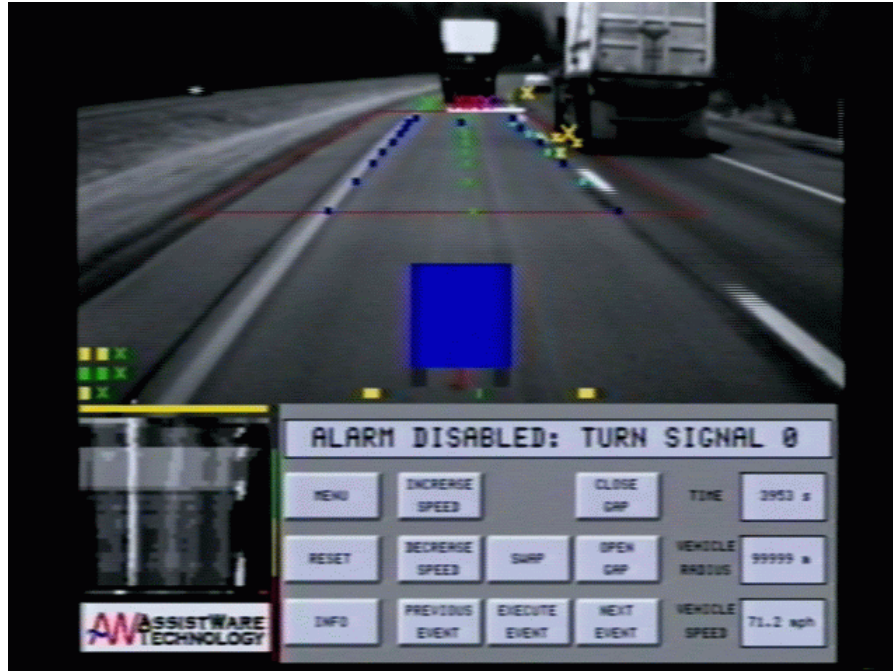 ALARM DISABLED: TURN SIGNAL 0
MENU
INCREASE
SPEED
CLOSE
GAP
TIME
3953 s
RESET
DECREASE
SPEED
SWAP
OPEN
GAP
VEHICLE
RADIUS
99999 m
INFO
PREVIOUS
EVENT
EXECUTE
EVENT
NEXT
EVENT
VEHICLE
SPEED
71.2 mph
AW ASSISTWARE
TECHNOLOGY